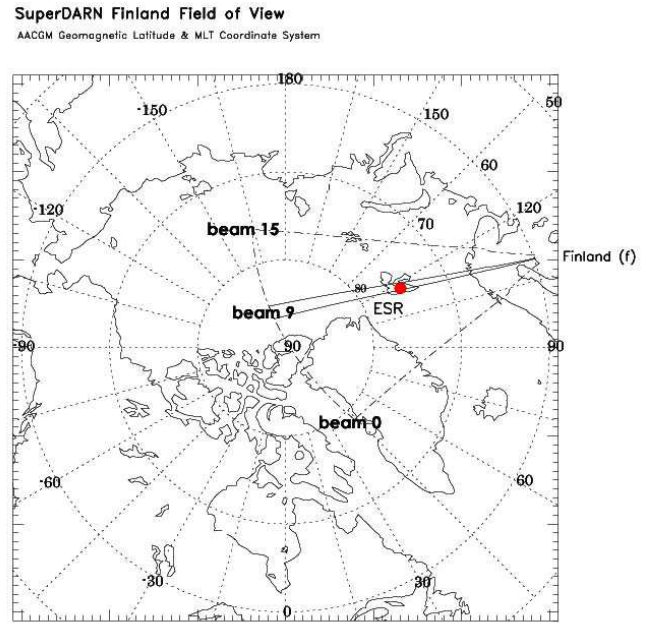 SuperDARN Finland Field of View
AACGM Geomagnetic Latitude & MLT Coordinate System
180
50
-150
150
60
-120
120
70
beam 15
Finland (f)
80
ESR
beam 9
-90
90
90
beam 0
-60
60
-30
30
0